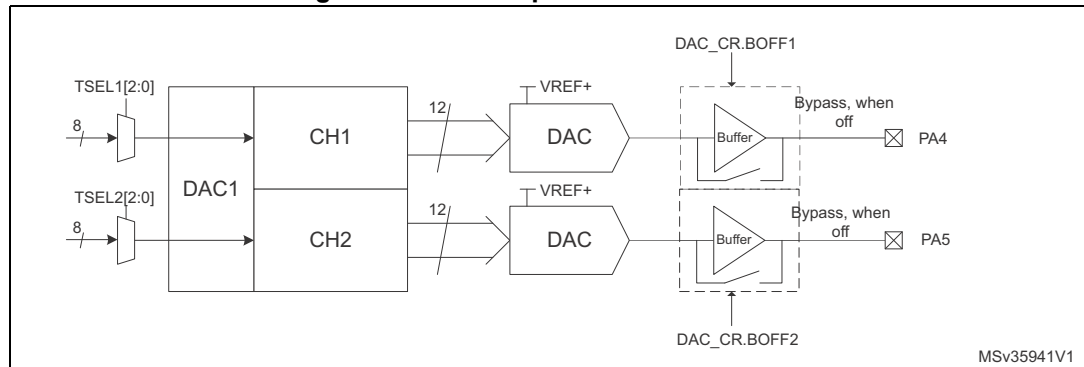 DAC_CR.BOFF1
TSEL1[2:0]
8
12
VREF+
CH1
DAC
Buffer
Bypass, when
off
PA4
DAC1
TSEL2[2:0]
8
12
VREF+
CH2
DAC
Buffer
Bypass, when
off
PA5
DAC_CR.BOFF2
MSv35941V1